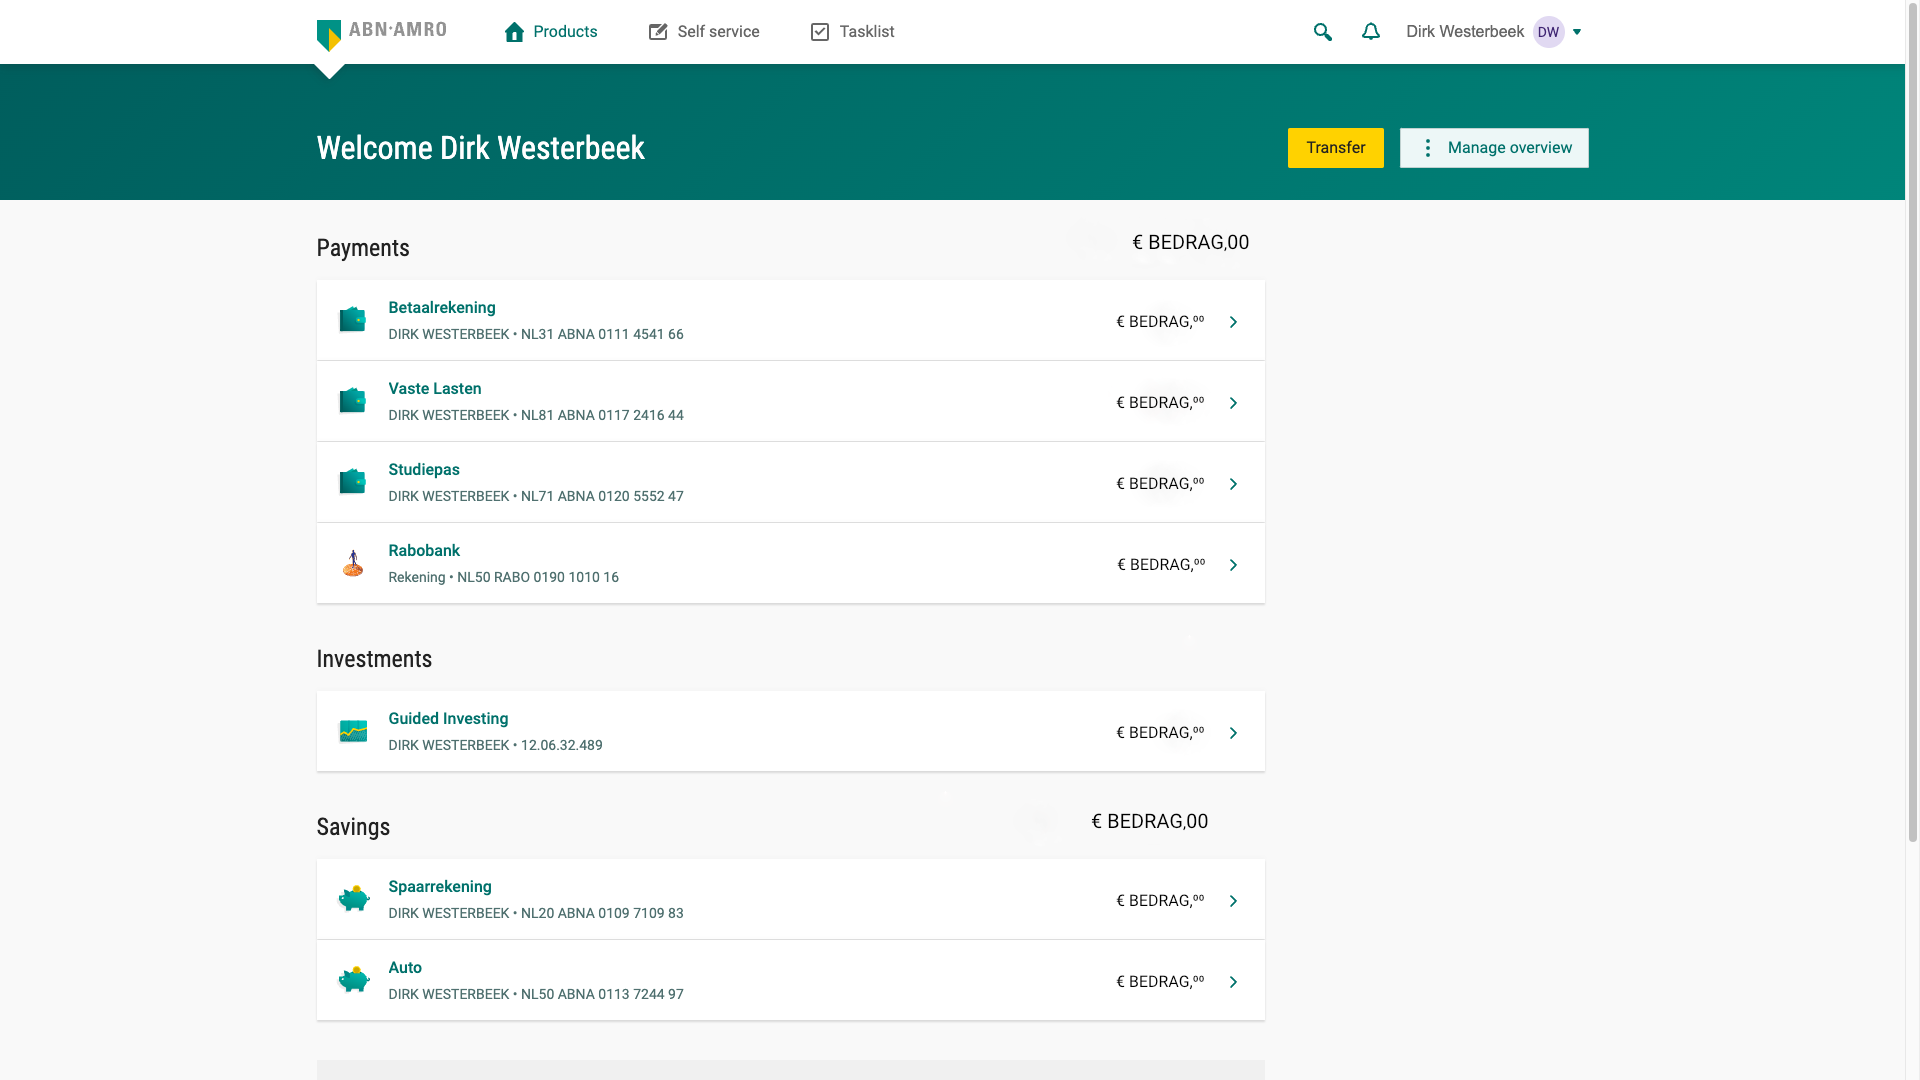 ABN·AMRO
Products
Self service
Tasklist
Dirk Westerbeek
DW
Welcome Dirk Westerbeek
Transfer
Manage overview
Payments
€ BEDRAG,00
Betaalrekening
DIRK WESTERBEEK • NL31 ABNA 0111 4541 66
€ BEDRAG,⁰⁰
Vaste Lasten
DIRK WESTERBEEK • NL81 ABNA 0117 2416 44
€ BEDRAG,⁰⁰
Studiepas
DIRK WESTERBEEK • NL71 ABNA 0120 5552 47
€ BEDRAG,⁰⁰
Rabobank
Rekening • NL50 RABO 0190 1010 16
€ BEDRAG,⁰⁰
Investments
Guided Investing
DIRK WESTERBEEK • 12.06.32.489
€ BEDRAG,⁰⁰
Savings
€ BEDRAG,00
Spaarrekening
DIRK WESTERBEEK • NL20 ABNA 0109 7109 83
€ BEDRAG,⁰⁰
Auto
DIRK WESTERBEEK • NL50 ABNA 0113 7244 97
€ BEDRAG,⁰⁰